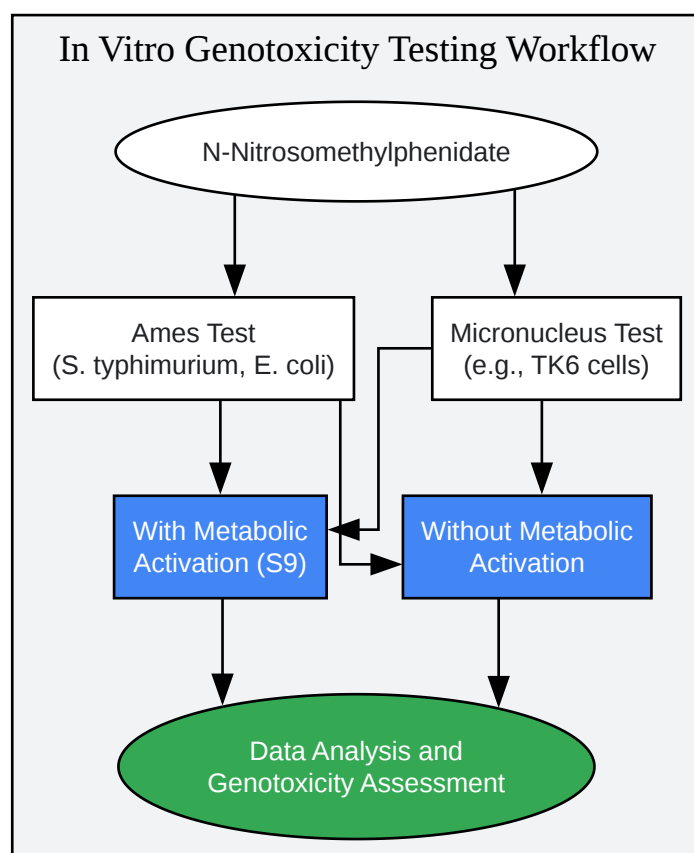 In Vitro Genotoxicity Testing Workflow
N-Nitrosomethylphenidate
Ames Test
(S. typhimurium, E. coli)
Micronucleus Test
(e.g., TK6 cells)
With Metabolic
Activation (S9)
Without Metabolic
Activation
Data Analysis and
Genotoxicity Assessment